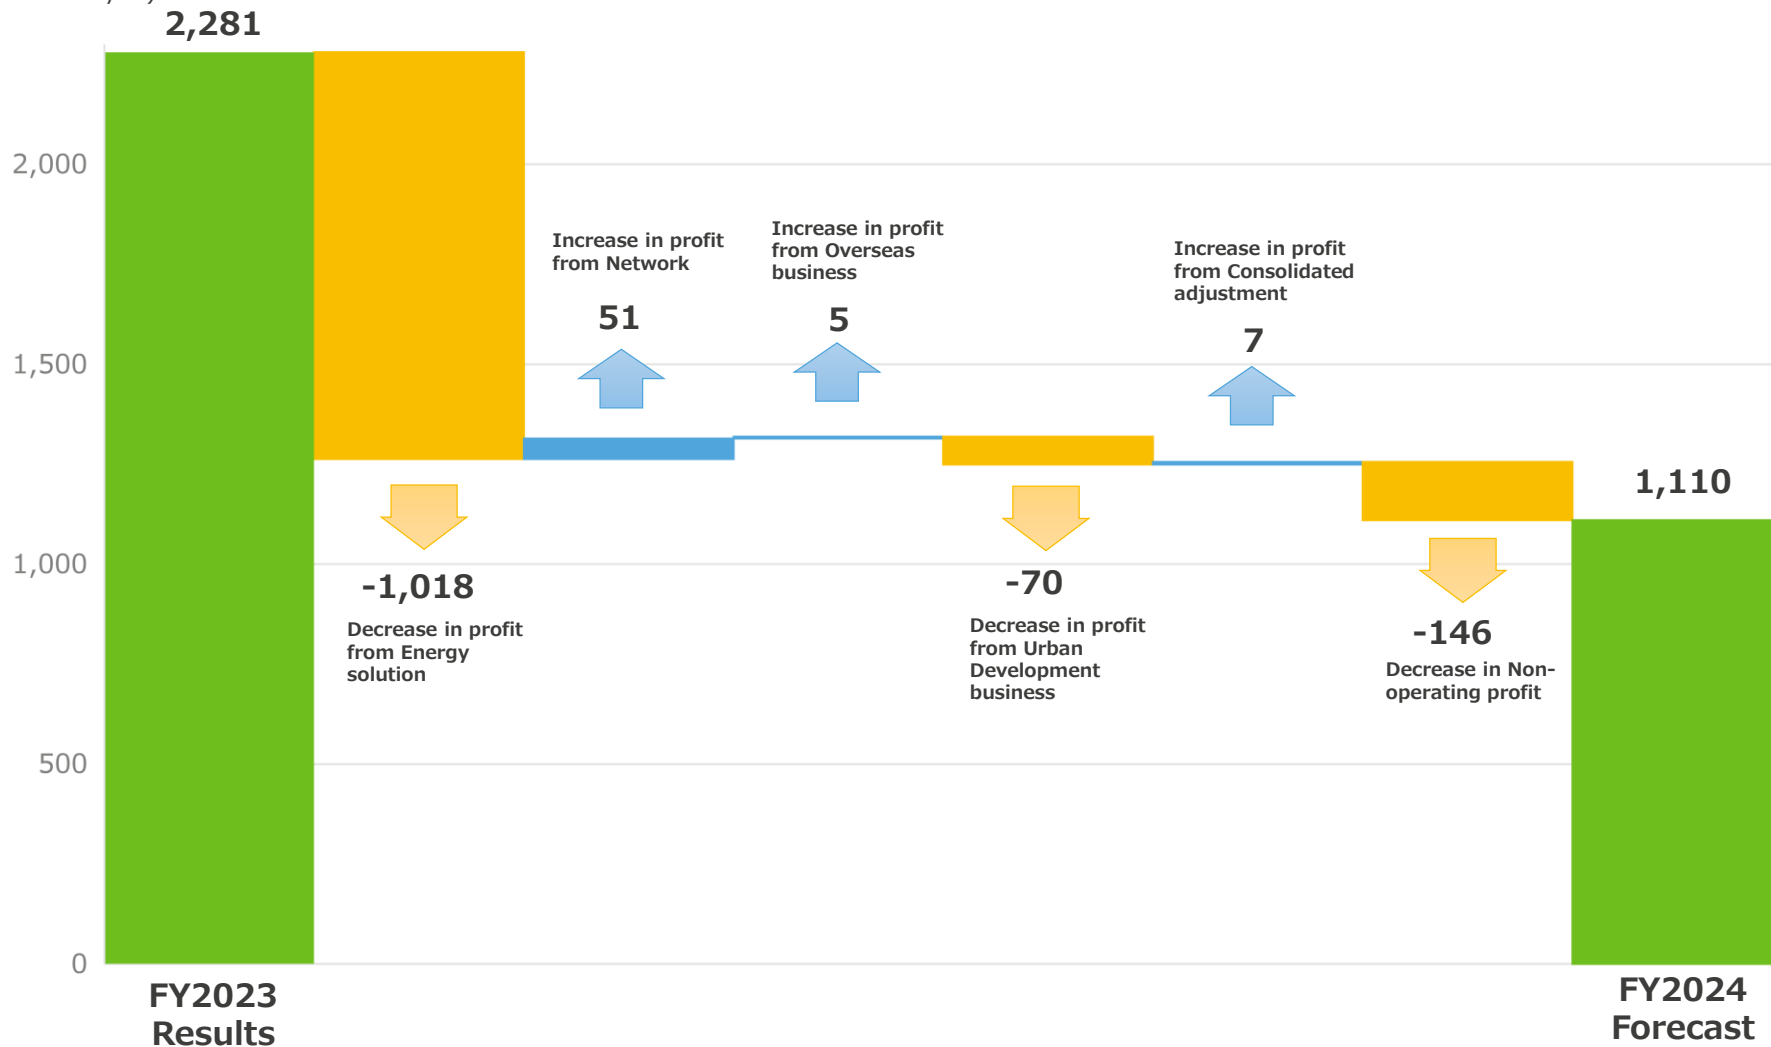 2,281
2,000
1,500
1,000
500
0
Increase in profit
from Network
51
Increase in profit
from Overseas
business
5
Increase in profit
from Consolidated
adjustment
7
1,110
-1,018
Decrease in profit
from Energy
solution
-70
Decrease in profit
from Urban
Development
business
-146
Decrease in Non-
operating profit
FY2023
Results
FY2024
Forecast